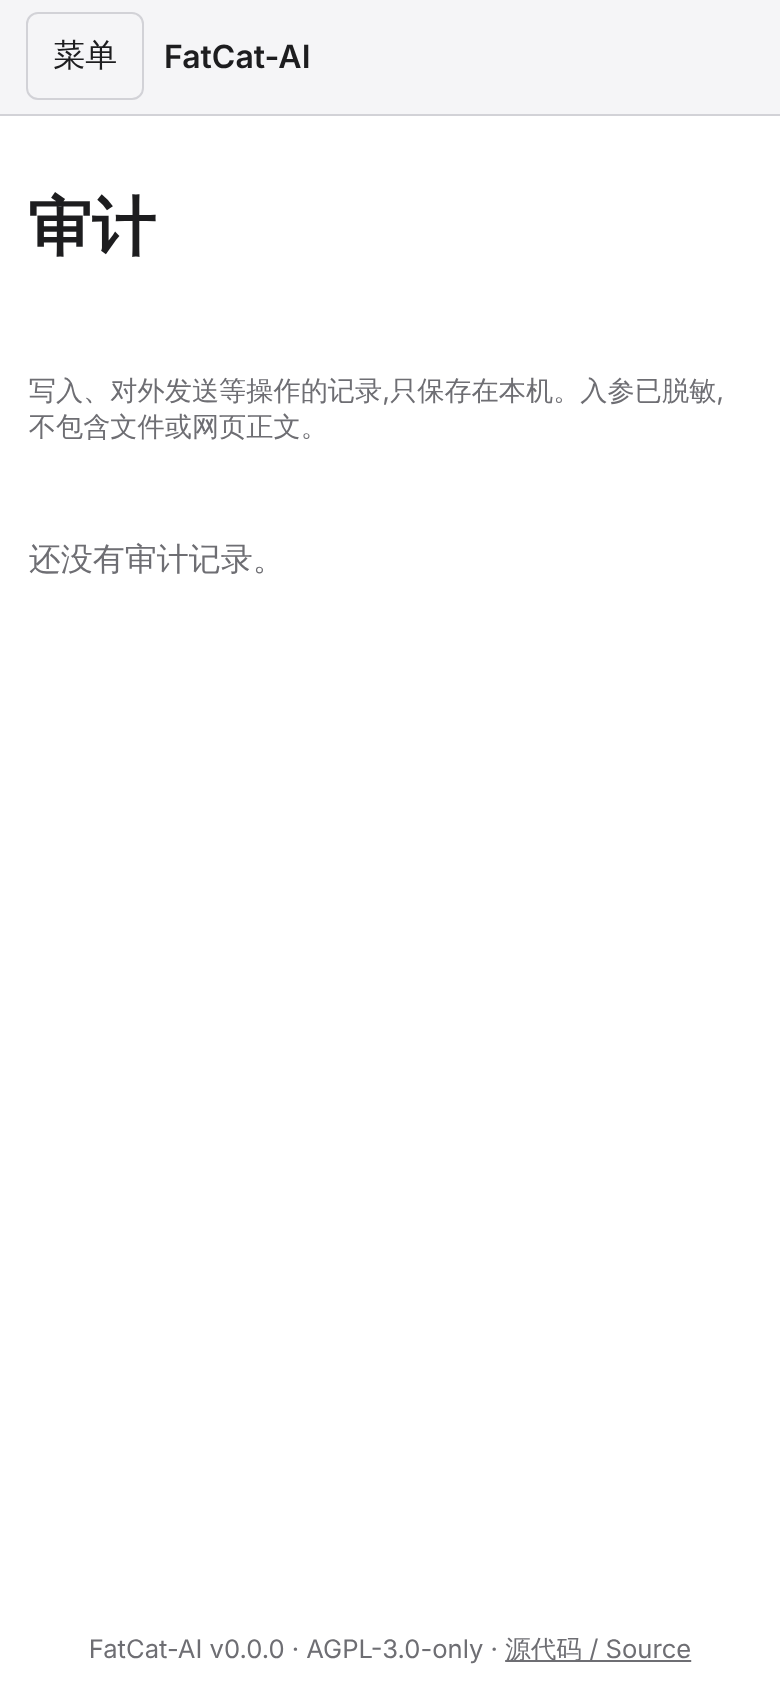 菜单 FatCat-AI
审计
写入、对外发送等操作的记录,只保存在本机。入参已脱敏,
不包含文件或网页正文。
还没有审计记录。
FatCat-AI v0.0.0 · AGPL-3.0-only · 源代码 / Source